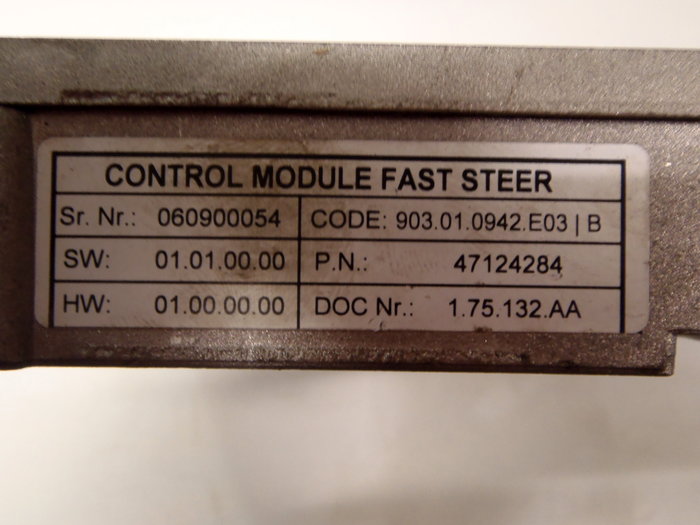 CONTROL MODULE FAST STEER
Sr. Nr.: 060900054 CODE: 903.01.0942.E03 | B
SW: 01.01.00.00 P.N.: 47124284
HW: 01.00.00.00 DOC Nr.: 1.75.132.AA